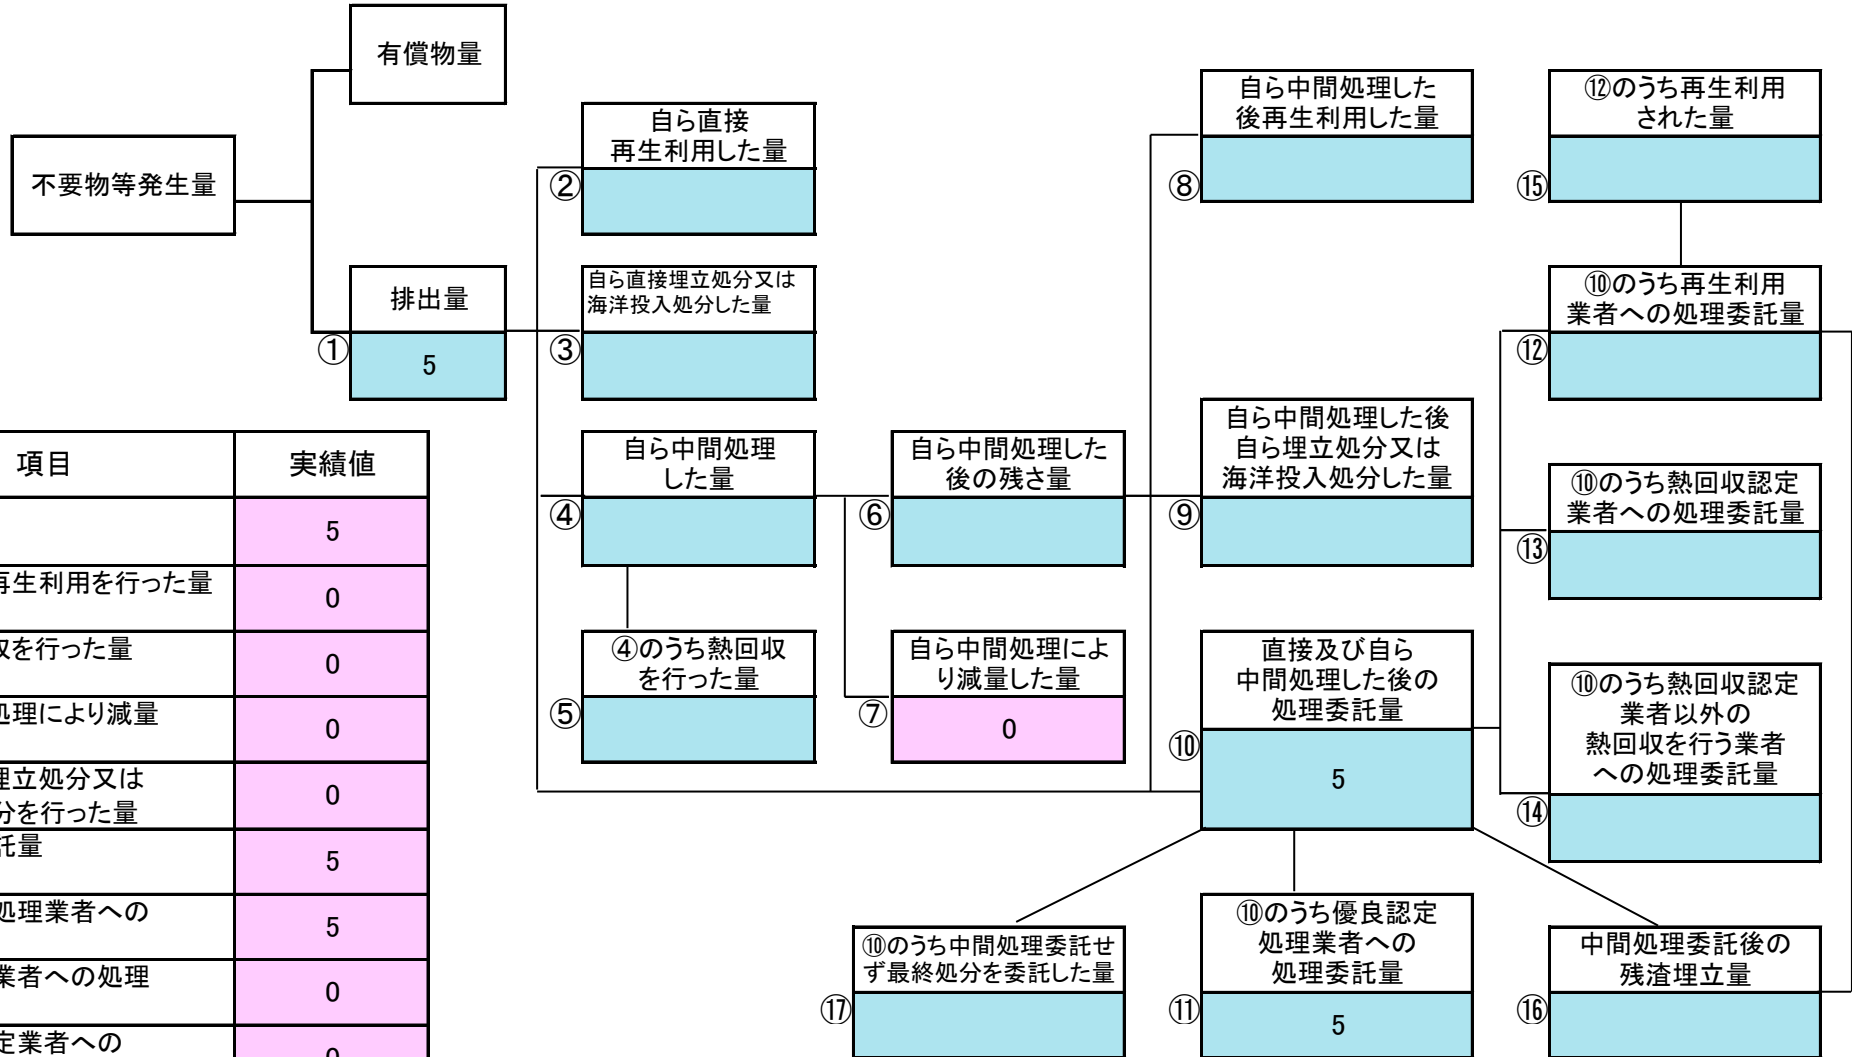 有償物量
不要物等発生量
排出量
①
5
自ら直接
再生利用した量
②
自ら直接埋立処分又は
海洋投入処分した量
③
自ら中間処理
した量
④
④のうち熱回収
を行った量
⑤
自ら中間処理した
後の残さ量
⑥
自ら中間処理によ
り減量した量
⑦
0
自ら中間処理した
後再生利用した量
⑧
自ら中間処理した後
自ら埋立処分又は
海洋投入処分した量
⑨
直接及び自ら
中間処理した後の
処理委託量
⑩
5
⑫のうち再生利用
された量
⑮
⑩のうち再生利用
業者への処理委託量
⑫
⑩のうち熱回収認定
業者への処理委託量
⑬
⑩のうち熱回収認定
業者以外の
熱回収を行う業者
への処理委託量
⑭
⑩のうち中間処理委託せ
ず最終処分を委託した量
⑰
⑩のうち優良認定
処理業者への
処理委託量
⑪
5
中間処理委託後の
残渣埋立量
⑯
項目 実績値
5
再生利用を行った量 0
を行った量 0
処理により減量 0
埋立処分又は
分を行った量 0
託量 5
処理業者への 5
業者への処理 0
定業者への 0